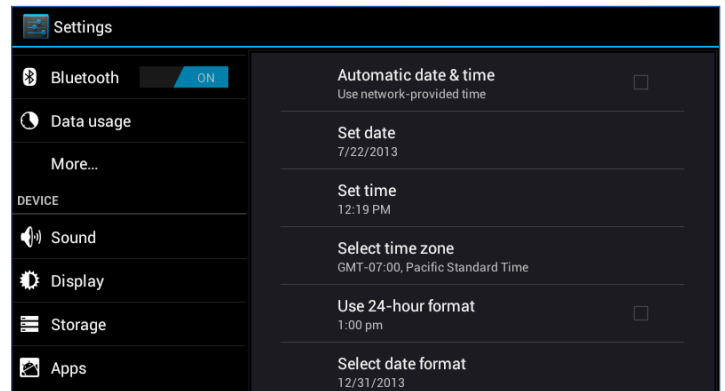 Settings
Bluetooth ON
Data usage
More...
DEVICE
Sound
Display
Storage
Apps
Automatic date & time
Use network-provided time
Set date
7/22/2013
Set time
12:19 PM
Select time zone
GMT-07:00, Pacific Standard Time
Use 24-hour format
1:00 pm
Select date format
12/31/2013